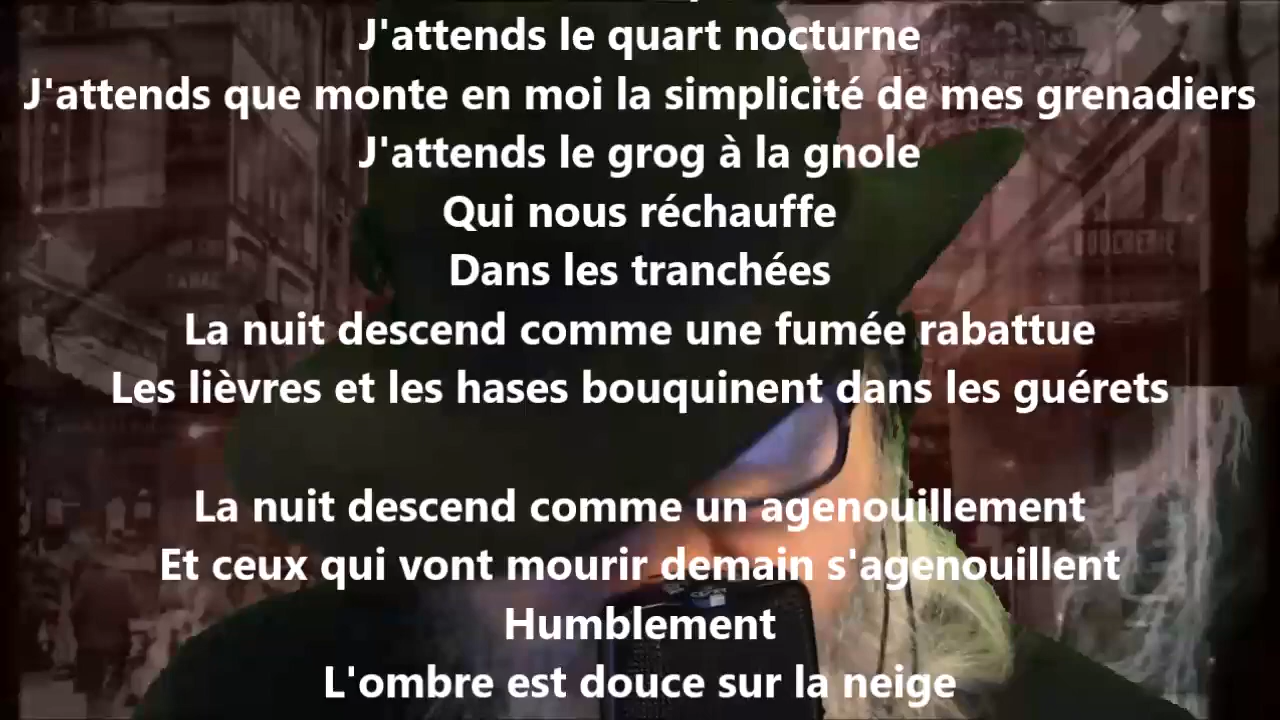 J'attends le quart nocturne
J'attends que monte en moi la simplicité de mes grenadiers
J'attends le grog à la gnole
Qui nous réchauffe
Dans les tranchées
La nuit descend comme une fumée rabattue
Les lièvres et les hases bouquinent dans les guérets
La nuit descend comme un agenouillement
Et ceux qui vont mourir demain s'agenouillent
Humblement
L'ombre est douce sur la neige
TABAC
BOUCHERIE